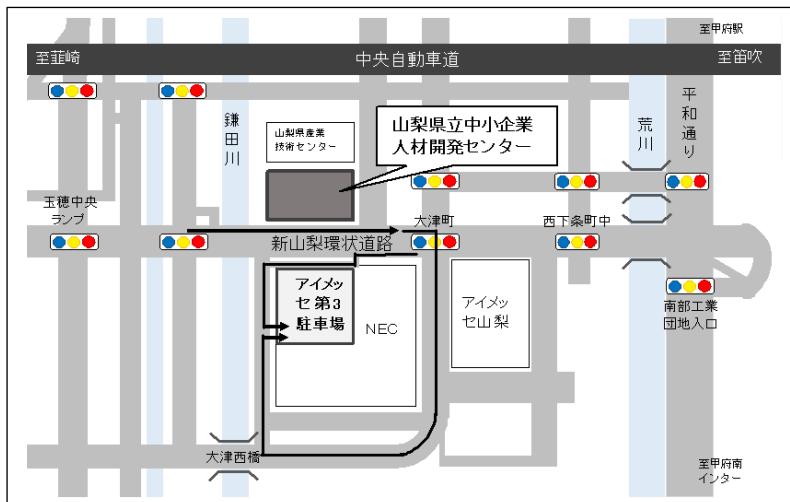 至甲府駅
至韮崎
中央自動車道
至笛吹
鎌田川
山梨県産業
技術センター
山梨県立中小企業
人材開発センター
荒川
平和通り
玉穂中央
ランプ
大津町
西下条町中
新山梨環状道路
アイメッ
セ第3
駐車場
NEC
アイメッ
セ山梨
南部工業
団地入口
大津西橋
至甲府南
インター